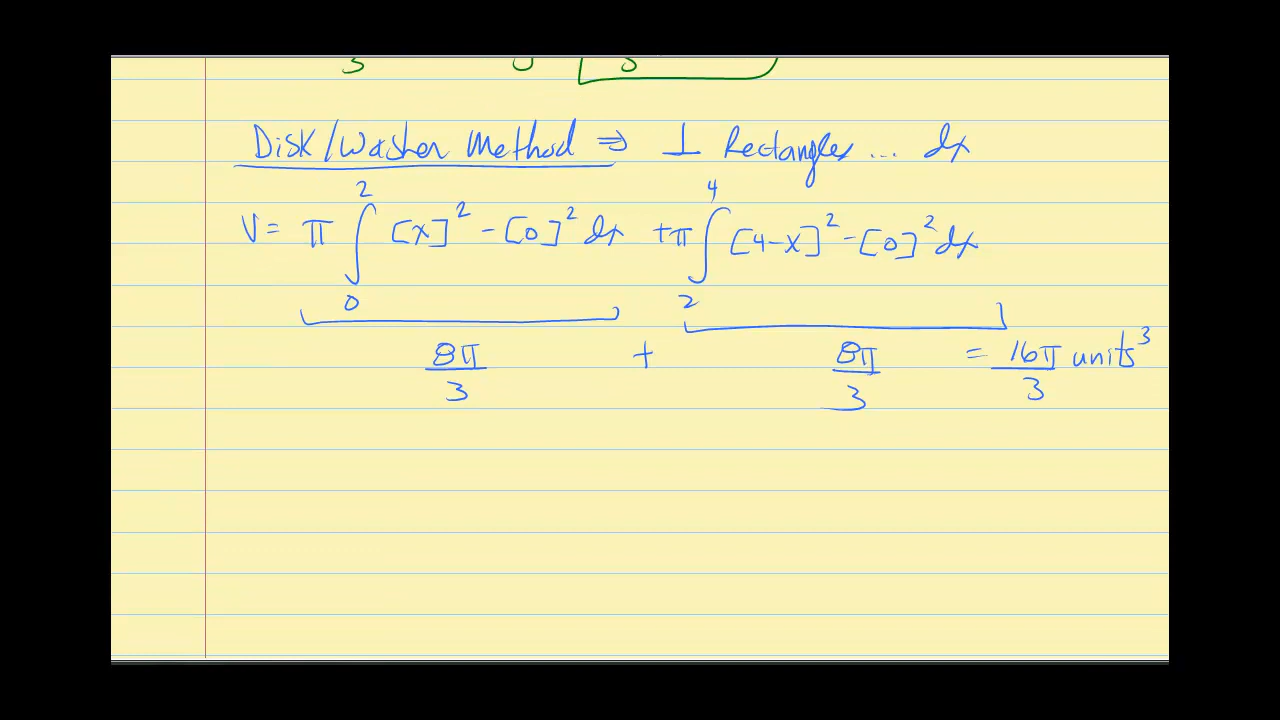 Disk/Washer Method ⇒ ⊥ Rectangles ... dx
V = π ∫₀² [x]² - [0]² dx + π ∫₂⁴ [4-x]² - [0]² dx
8π/3 + 8π/3 = 16π/3 units³